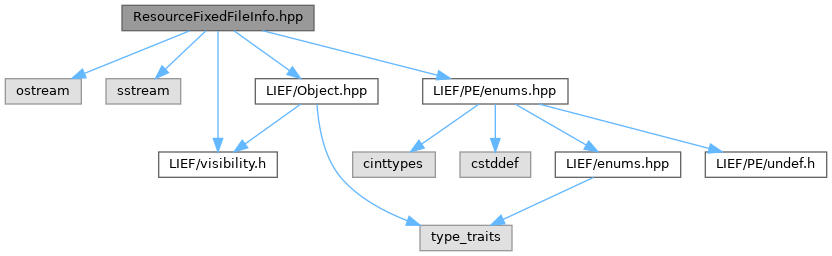 ResourceFixedFileInfo.hpp
ostream
sstream
LIEF/Object.hpp
LIEF/PE/enums.hpp
LIEF/visibility.h
cinttypes
cstddef
LIEF/enums.hpp
LIEF/PE/undef.h
type_traits